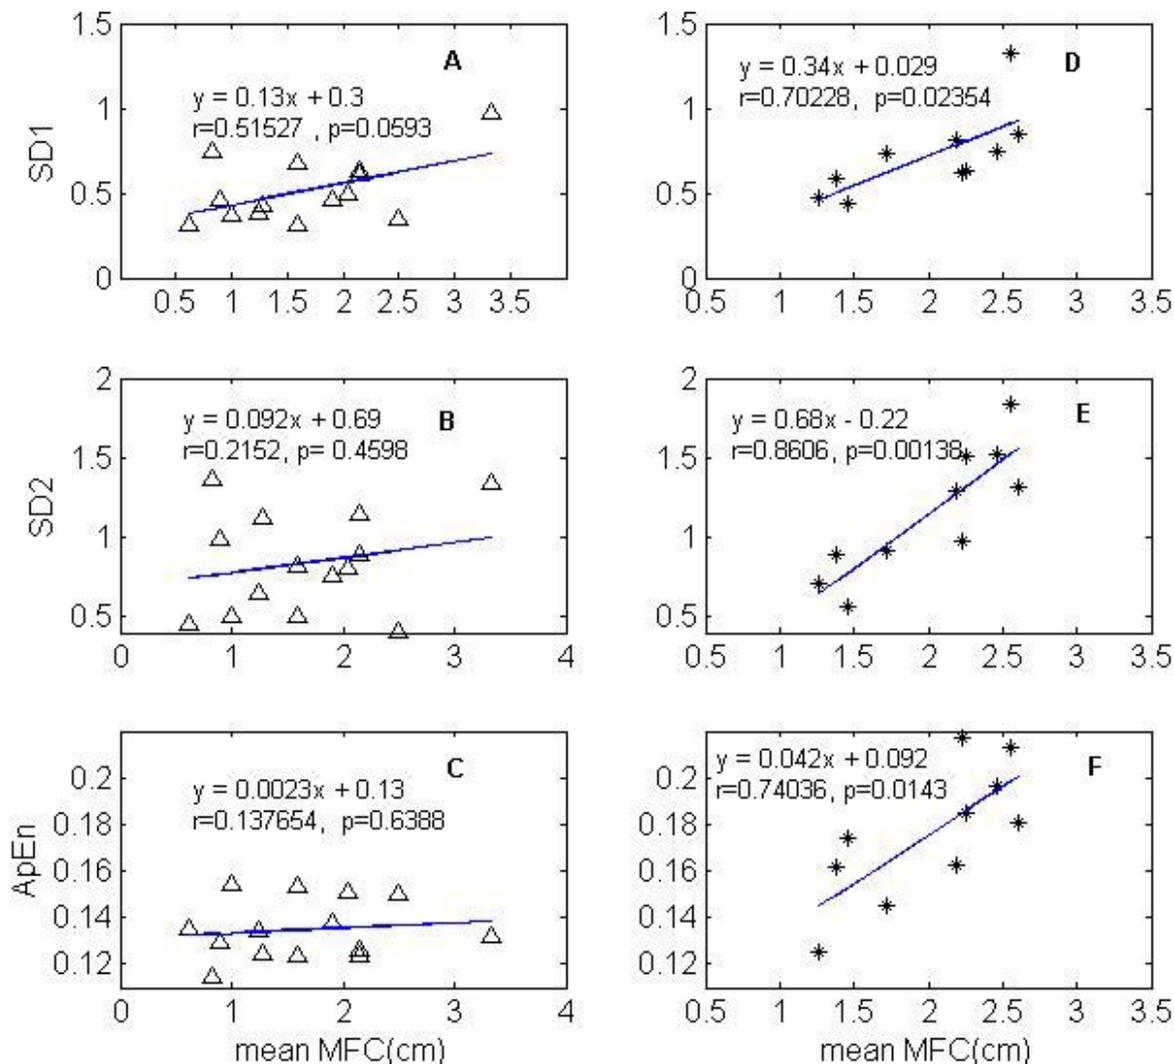 A
y = 0.13x + 0.3
r=0.51527 , p=0.0593
SD1
1.5
1
0.5
0
0.5 1 1.5 2 2.5 3 3.5
D
y = 0.34x + 0.029
r=0.70228, p=0.02354
1.5
1
0.5
0
0.5 1 1.5 2 2.5 3 3.5
B
y = 0.092x + 0.69
r=0.2152, p= 0.4598
SD2
2
1.5
1
0.5
0 1 2 3 4
E
y = 0.68x - 0.22
r=0.8606, p=0.00138
2
1.5
1
0.5
0.5 1 1.5 2 2.5 3 3.5
C
y = 0.0023x + 0.13
r=0.137654, p=0.6388
ApEn
0.2
0.18
0.16
0.14
0.12
0 1 2 3 4
mean MFC(cm)
F
y = 0.042x + 0.092
r=0.74036, p=0.0143
0.2
0.18
0.16
0.14
0.12
0.5 1 1.5 2 2.5 3 3.5
mean MFC(cm)